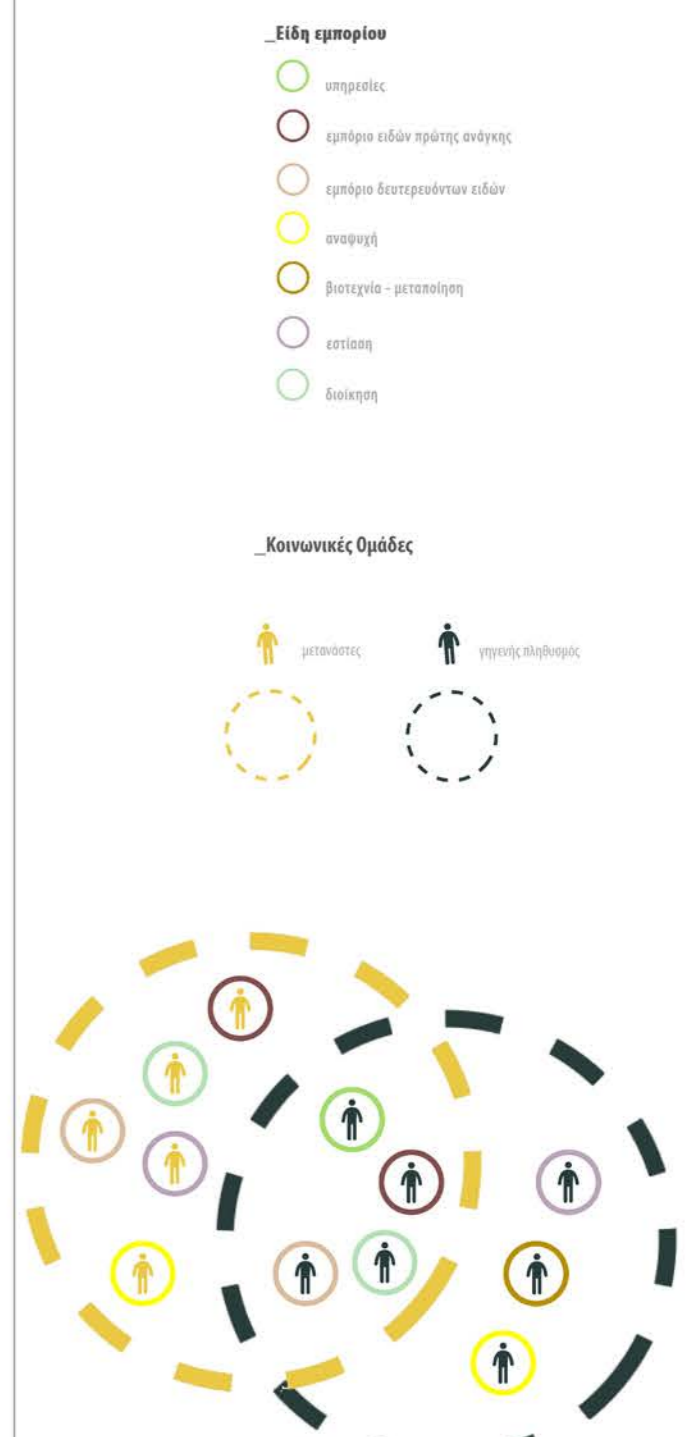 _Είδη εμπορίου
υπηρεσίες
εμπόριο ειδών πρώτης ανάγκης
εμπόριο δευτερευόντων ειδών
αναψυχή
βιοτεχνία - μεταποίηση
εστίαση
διοίκηση
_Κοινωνικές Ομάδες
μετανάστες
γηγενής πληθυσμός